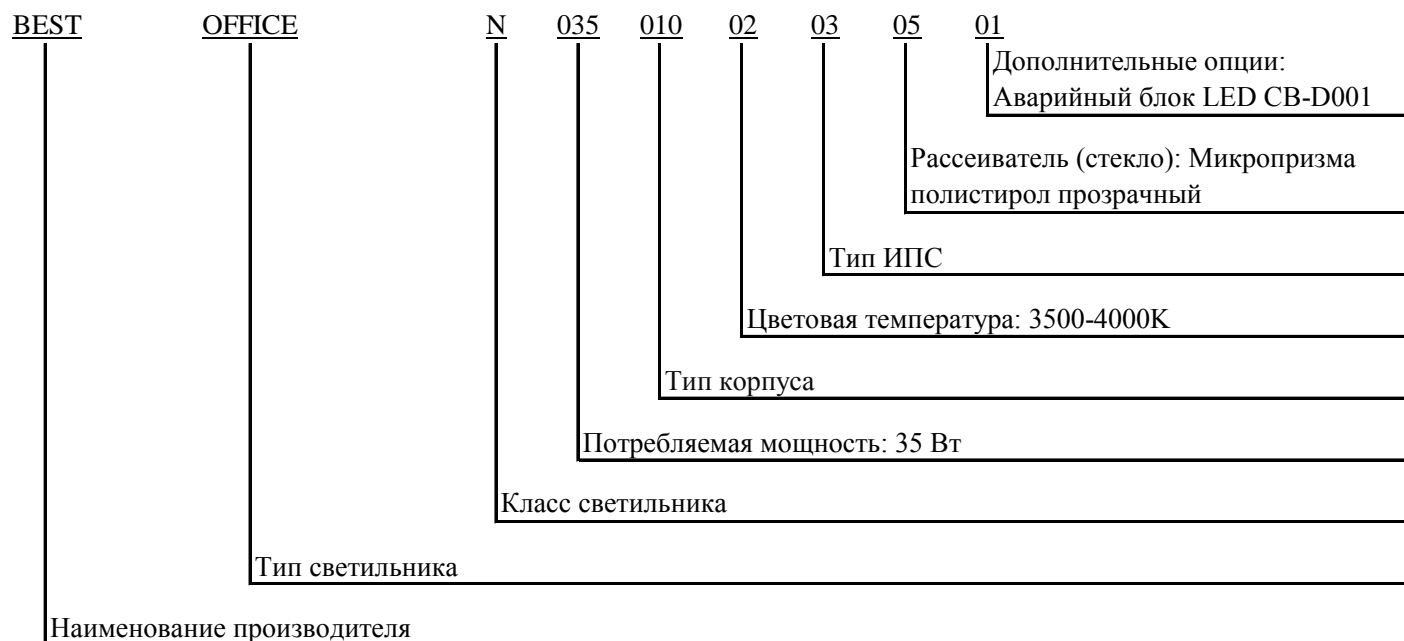 BEST OFFICE N 035 010 02 03 05 01
Дополнительные опции:
Аварийный блок LED CB-D001
Рассеиватель (стекло): Микропризма
полистирол прозрачный
Тип ИПС
Цветовая температура: 3500-4000К
Тип корпуса
Потребляемая мощность: 35 Вт
Класс светильника
Тип светильника
Наименование производителя